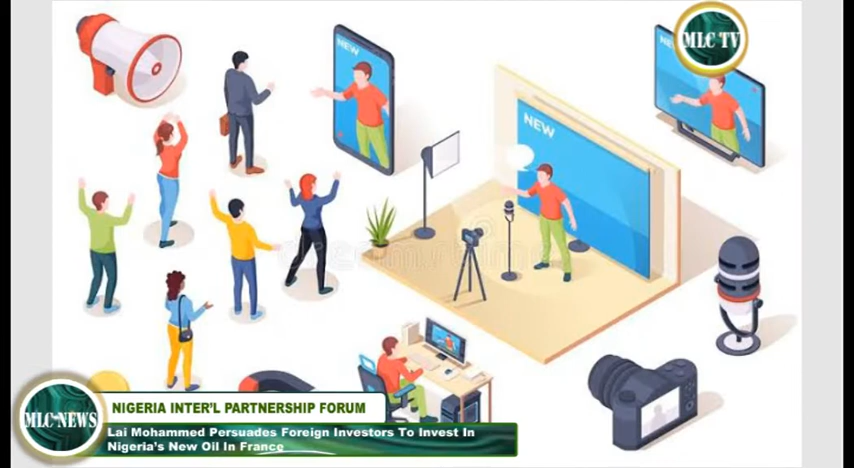 MLC TV
NEW
NEW
MLC NEWS
NIGERIA INTER'L PARTNERSHIP FORUM
Lai Mohammed Persuades Foreign Investors To Invest In
Nigeria's New Oil In France